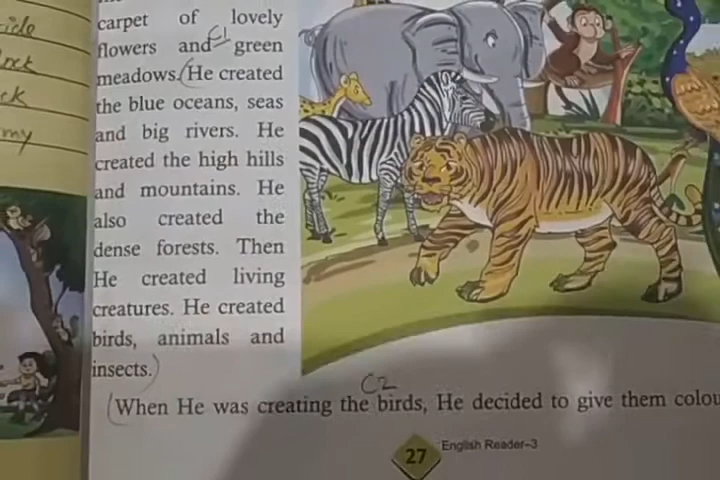 carpet of lovely
flowers and green
meadows. He created
the blue oceans, seas
and big rivers. He
created the high hills
and mountains. He
also created the
dense forests. Then
He created living
creatures. He created
birds, animals and
insects.
C2
When He was creating the birds, He decided to give them colou
27 English Reader-3